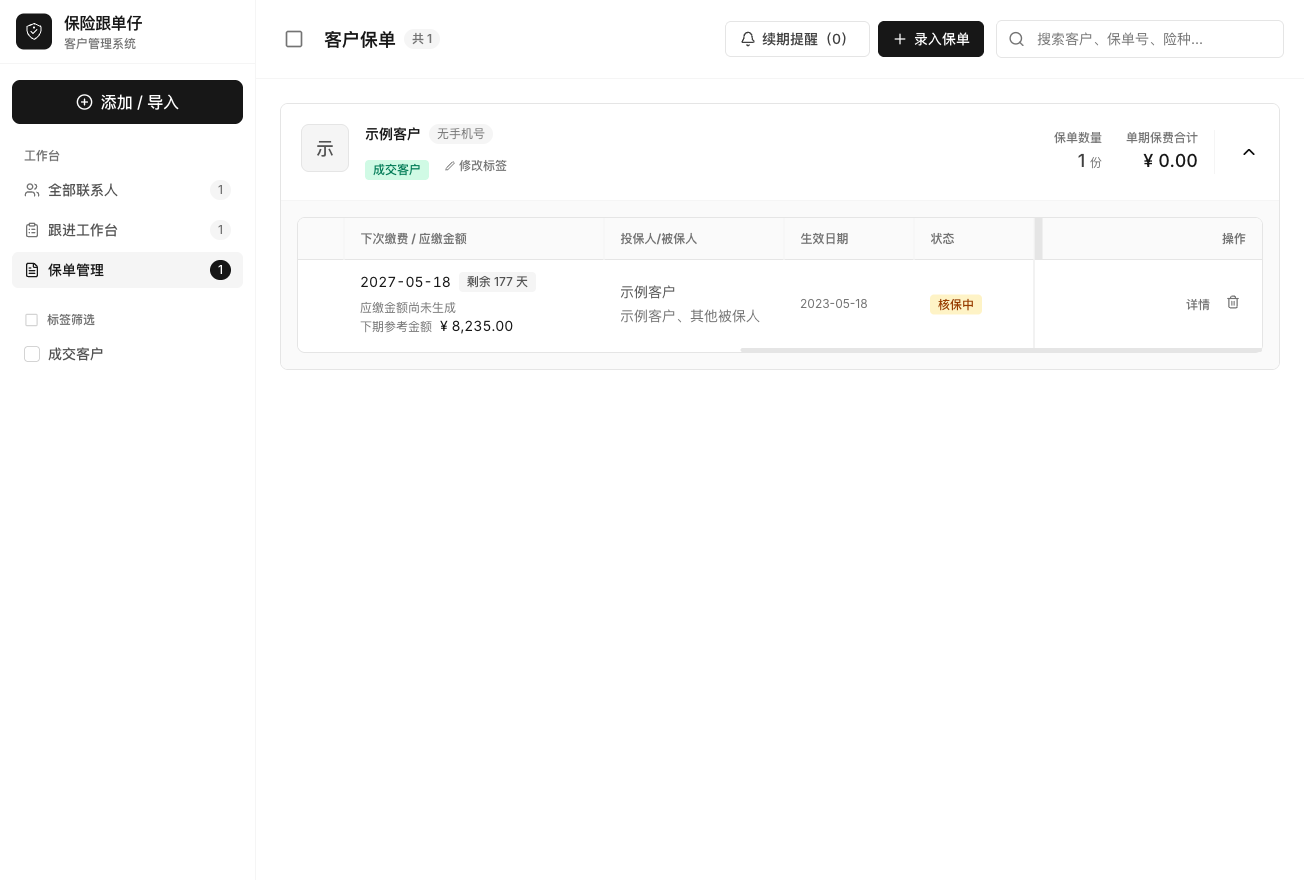 保险跟单仔
客户管理系统
添加 / 导入
工作台
全部联系人 1
跟进工作台 1
保单管理 1
标签筛选
成交客户
客户保单 共 1
续期提醒（0）
录入保单
搜索客户、保单号、险种...
示
示例客户 无手机号
成交客户 修改标签
保单数量 单期保费合计
1 份 ¥ 0.00
下次缴费 / 应缴金额 投保人/被保人 生效日期 状态 操作
2027-05-18 剩余 177 天
应缴金额尚未生成
下期参考金额 ¥ 8,235.00
示例客户
示例客户、其他被保人
2023-05-18
核保中
详情